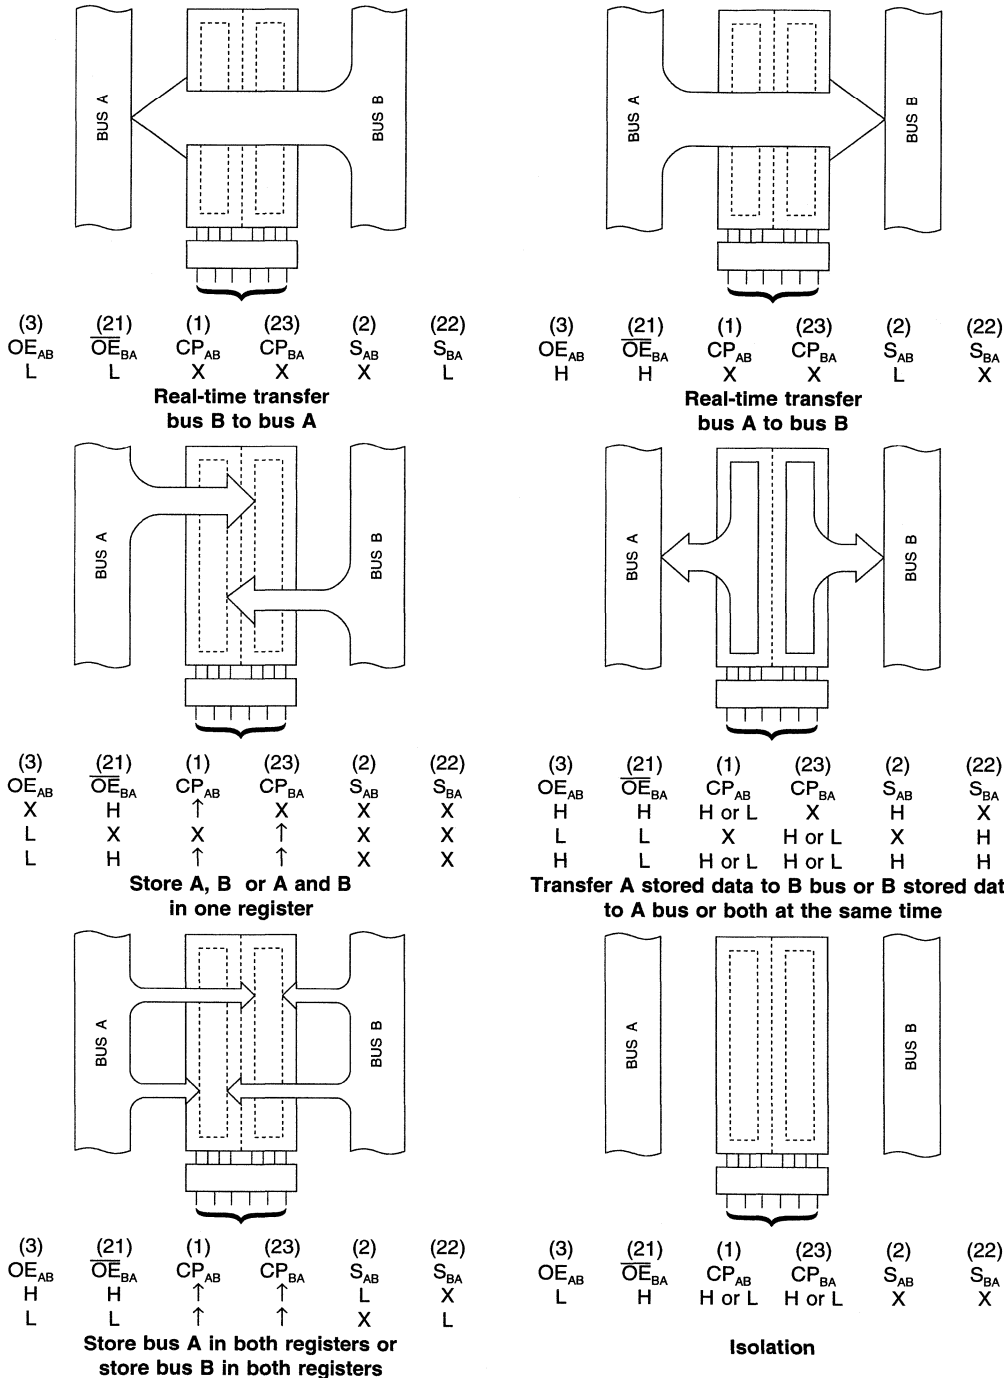 BUS A
BUS B
(3) (21) (1) (23) (2) (22)
OE_AB O̅E̅_BA CP_AB CP_BA S_AB S_BA
L L X X X L
Real-time transfer
bus B to bus A
BUS A
BUS B
(3) (21) (1) (23) (2) (22)
OE_AB O̅E̅_BA CP_AB CP_BA S_AB S_BA
H H X X L X
Real-time transfer
bus A to bus B
BUS A
BUS B
(3) (21) (1) (23) (2) (22)
OE_AB O̅E̅_BA CP_AB CP_BA S_AB S_BA
X H ↑ X X X
L X X ↑ X X
L H ↑ ↑ X X
Store A, B or A and B
in one register
BUS A
BUS B
(3) (21) (1) (23) (2) (22)
OE_AB O̅E̅_BA CP_AB CP_BA S_AB S_BA
H H H or L X H X
L L X H or L X H
H L H or L H or L H H
Transfer A stored data to B bus or B stored dat
to A bus or both at the same time
BUS A
BUS B
(3) (21) (1) (23) (2) (22)
OE_AB O̅E̅_BA CP_AB CP_BA S_AB S_BA
H H ↑ ↑ L X
L L ↑ ↑ X L
Store bus A in both registers or
store bus B in both registers
BUS A
BUS B
(3) (21) (1) (23) (2) (22)
OE_AB O̅E̅_BA CP_AB CP_BA S_AB S_BA
L H H or L H or L X X
Isolation